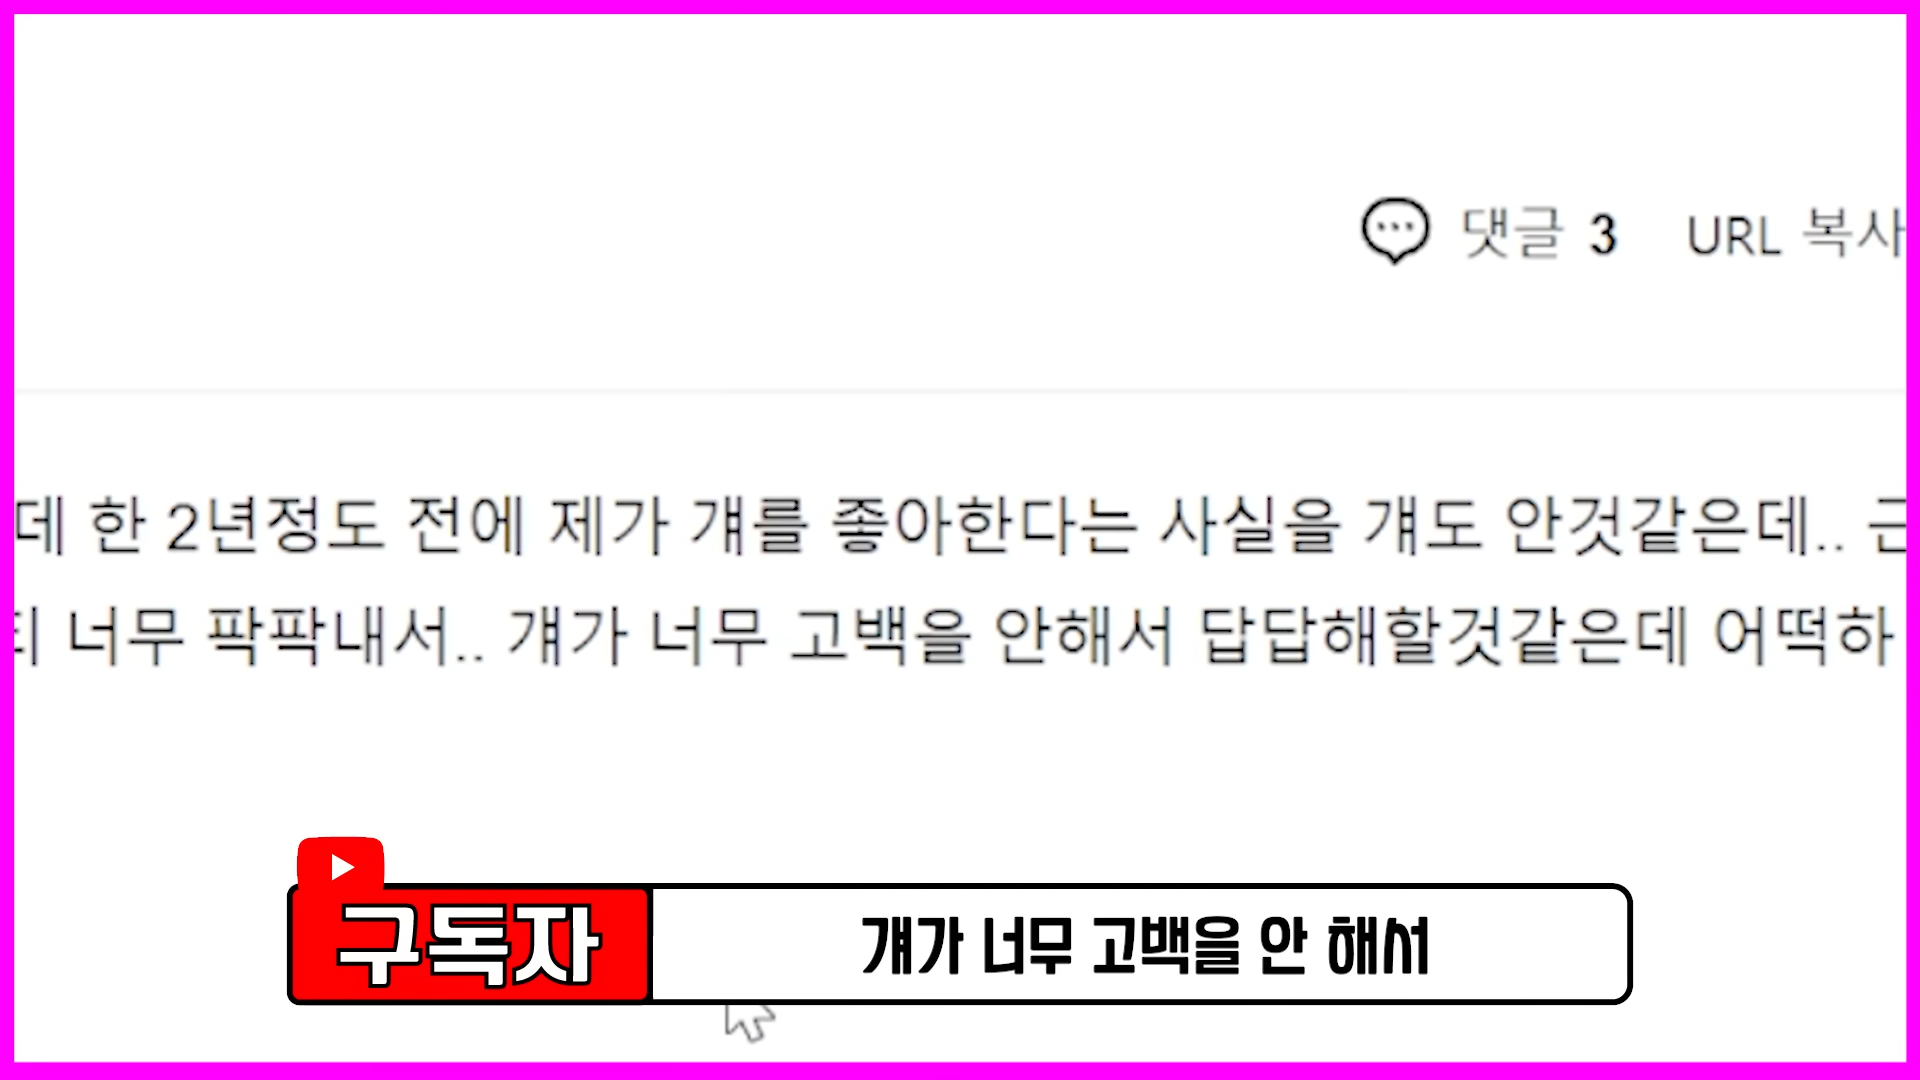 댓글 3 URL 복사
데 한 2년정도 전에 제가 걔를 좋아한다는 사실을 걔도 안것같은데.. 근
티 너무 팍팍내서.. 걔가 너무 고백을 안해서 답답해할것같은데 어떡하
구독자 걔가 너무 고백을 안 해서